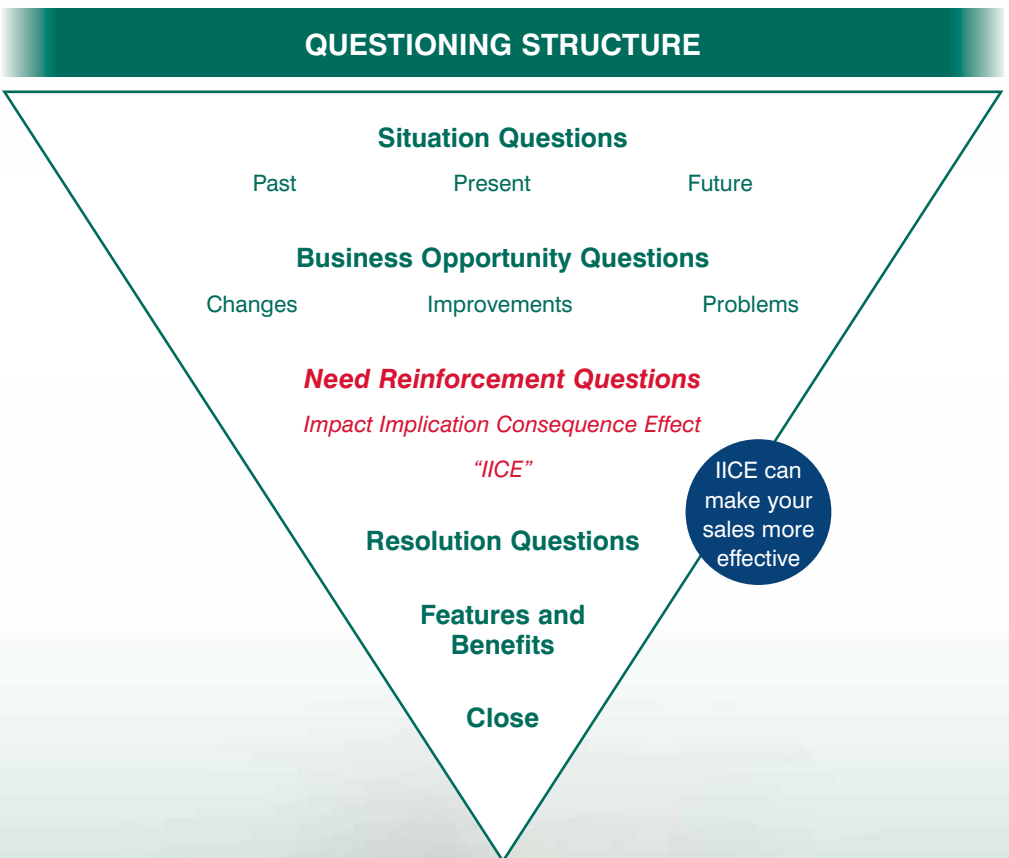 QUESTIONING STRUCTURE
Situation Questions
Past Present Future
Business Opportunity Questions
Changes Improvements Problems
Need Reinforcement Questions
Impact Implication Consequence Effect
“IICE”
IICE can
make your
sales more
effective
Resolution Questions
Features and
Benefits
Close